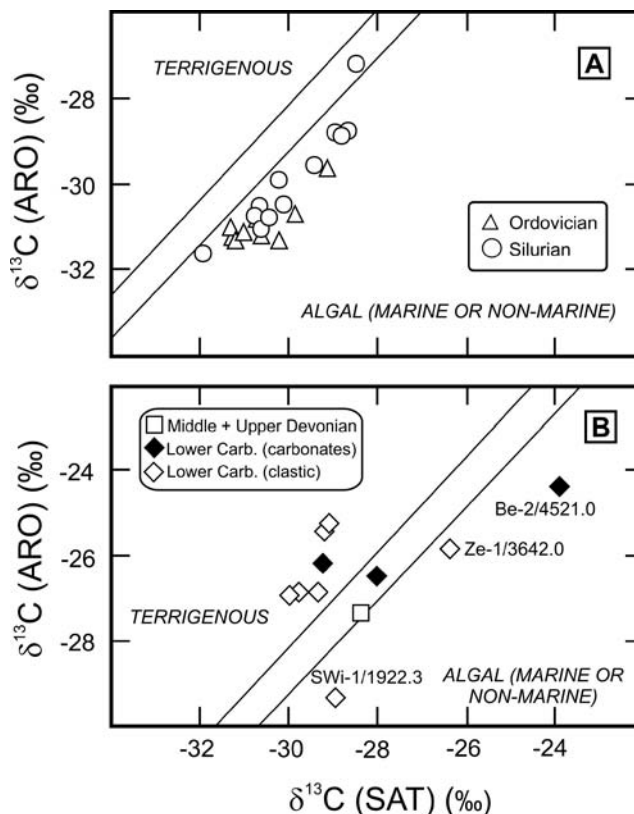 A
TERRIGENOUS
-28
-30
-32
δ¹³C (ARO) (‰)
Ordovician
Silurian
ALGAL (MARINE OR NON-MARINE)
B
Middle + Upper Devonian
Lower Carb. (carbonates)
Lower Carb. (clastic)
-24
-26
-28
δ¹³C (ARO) (‰)
Be-2/4521.0
Ze-1/3642.0
TERRIGENOUS
SWi-1/1922.3
ALGAL (MARINE OR
NON-MARINE)
-32 -30 -28 -26 -24
δ¹³C (SAT) (‰)